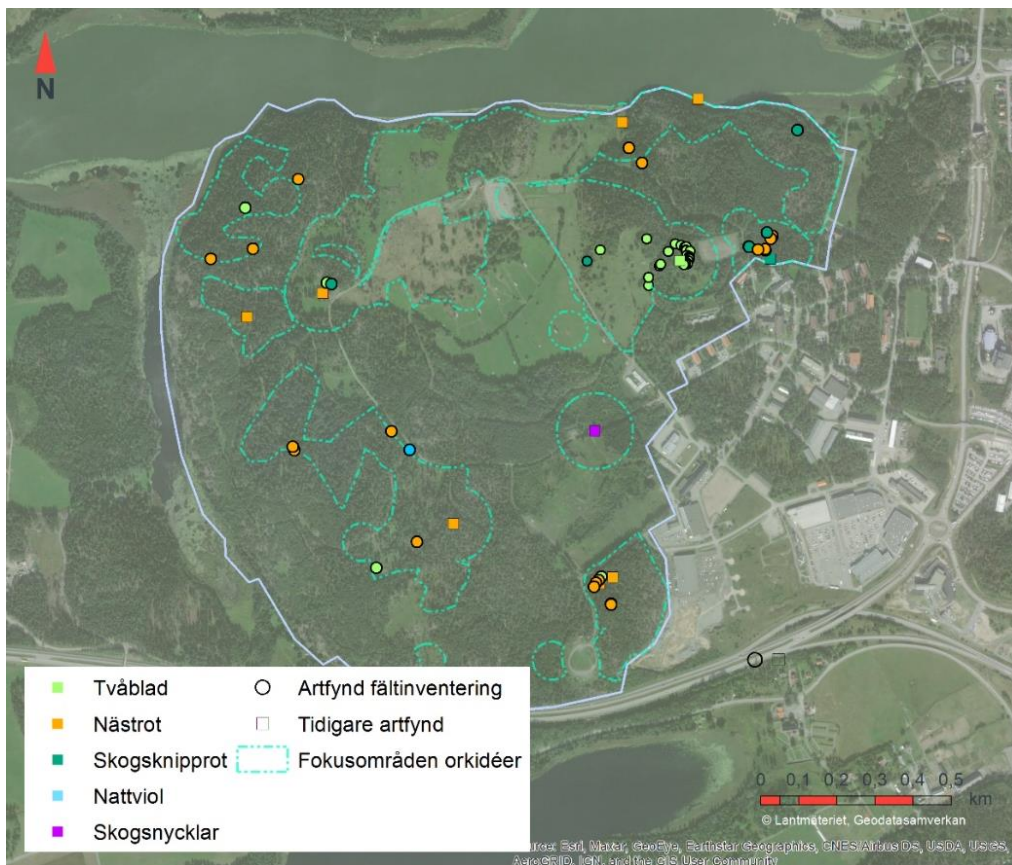 N
Tvåblad
Artfynd fältinventering
Nästrot
Tidigare artfynd
Skogsknipprot
Fokusområden orkidéer
Nattviol
Skogsnycklar
0 0,1 0,2 0,3 0,4 0,5
km
© Lantmäteriet, Geodatasamverkan
Esri, Maxar, GeoEye, Earthstar Geographics, CNES/Airbus DS, USDA, USGS,
AeroGRID, IGN, and the GIS User Community